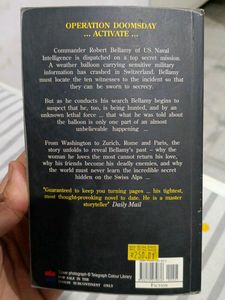 OPERATION DOOMSDAY
... ACTIVATE ...
Commander Robert Bellamy of US Naval
Intelligence is dispatched on a top secret mission.
A weather balloon carrying sensitive military
information has crashed in Switzerland. Bellamy
must locate the ten witnesses to the incident so that
they can be sworn to secrecy.
But as he conducts his search Bellamy begins to
suspect that he, too, is being hunted, and by an
unknown lethal force ... that what he was told about
the balloon is only one part of an almost
unbelievable happening ...
From Washington to Zurich, Rome and Paris, the
story unfolds to reveal Bellamy's past – why the
woman he loves the most cannot return his love,
why his friends become his deadly enemies, and why
the world must never learn the incredible secret
hidden on the Swiss Alps ...
'Guaranteed to keep you turning pages ... his tightest,
most thought-provoking novel to date. He is a master
storyteller' Daily Mail
Cover photograph © Telegraph Colour Library
FOR SALE IN THE
INDIAN SUBCONTINENT ONLY
FICTION